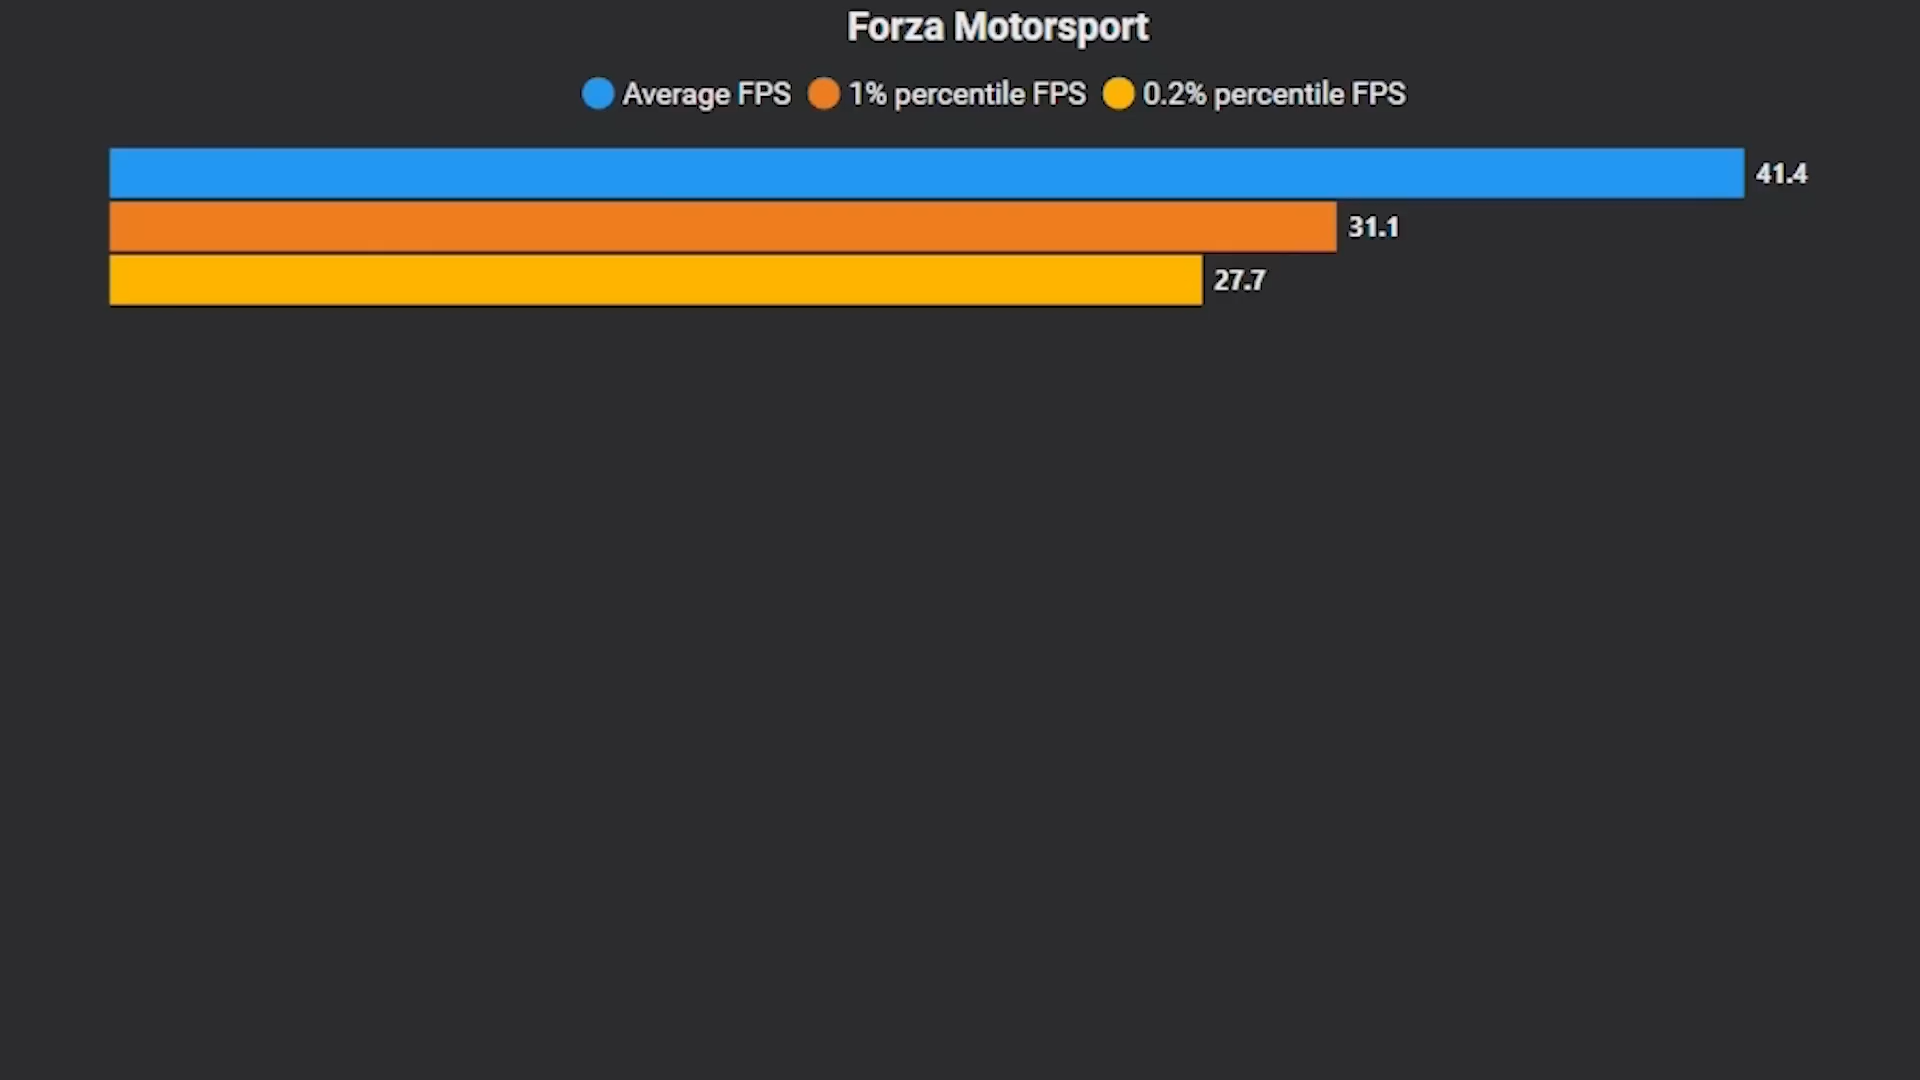 Forza Motorsport
Average FPS 1% percentile FPS 0.2% percentile FPS
41.4
31.1
27.7